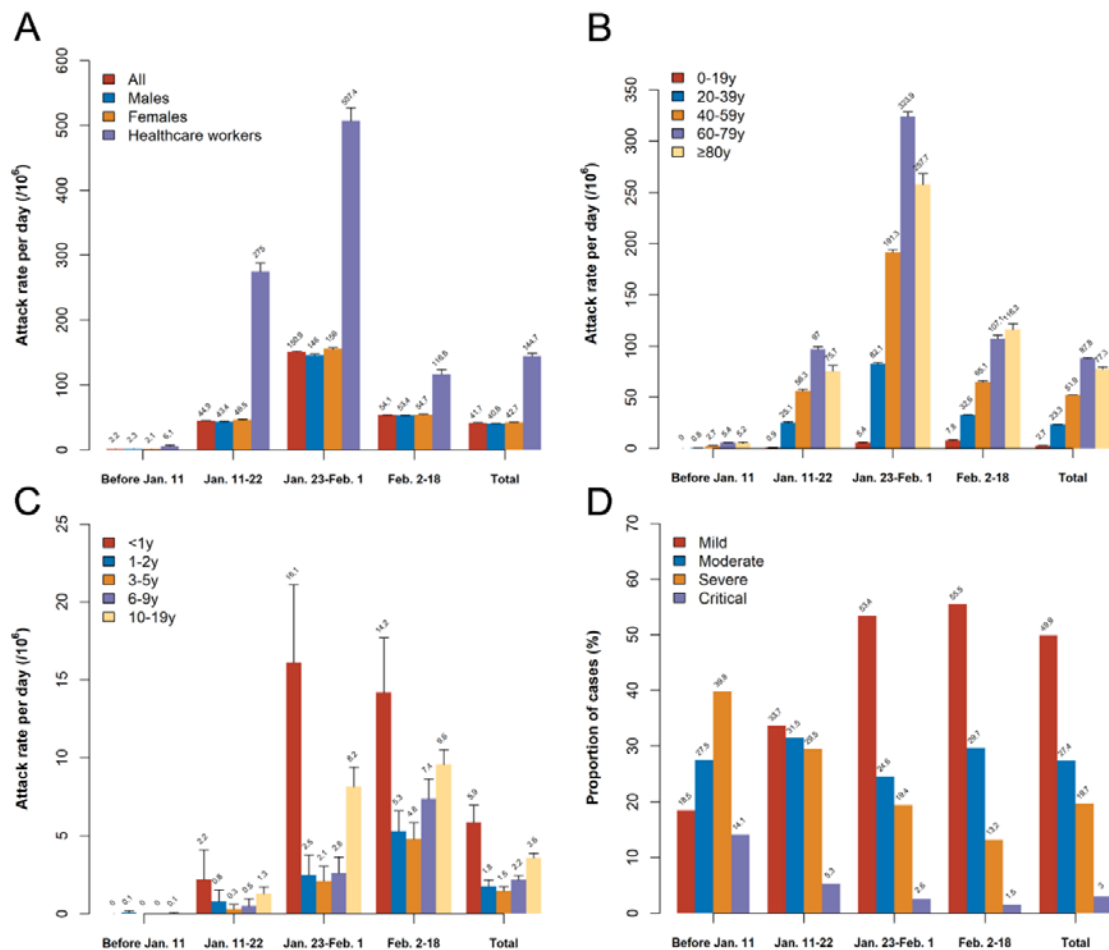 A
Attack rate per day (/10⁶)
600
500
400
300
200
100
0
All
Males
Females
Healthcare workers
2.2 2.3 2.1 6.1
44.9 43.4 46.5 275
150.9 146 156 507.4
54.1 53.4 54.7 116.6
41.7 40.8 42.7 144.7
Before Jan. 11 Jan. 11-22 Jan. 23-Feb. 1 Feb. 2-18 Total
B
Attack rate per day (/10⁶)
350
300
250
200
150
100
50
0
0-19y
20-39y
40-59y
60-79y
≥80y
0 0.8 2.7 5.4 5.2
0.9 25.1 56.3 97 75.7
5.4 82.1 191.3 323.9 257.7
7.8 32.6 65.1 107.1 116.3
2.7 23.3 51.9 87.8 77.3
Before Jan. 11 Jan. 11-22 Jan. 23-Feb. 1 Feb. 2-18 Total
C
Attack rate per day (/10⁶)
25
20
15
10
5
0
<1y
1-2y
3-5y
6-9y
10-19y
0 0.1 0 0 0.1
2.2 0.8 0.3 0.5 1.3
16.1 2.5 2.1 2.6 8.2
14.2 5.3 4.8 7.4 9.6
5.9 1.8 1.5 2.2 3.6
Before Jan. 11 Jan. 11-22 Jan. 23-Feb. 1 Feb. 2-18 Total
D
Proportion of cases (%)
70
60
50
40
30
20
10
0
Mild
Moderate
Severe
Critical
18.5 27.5 39.8 14.1
33.7 31.5 29.5 5.3
53.4 24.6 19.4 2.6
55.5 29.7 13.2 1.5
49.9 27.4 19.7 3
Before Jan. 11 Jan. 11-22 Jan. 23-Feb. 1 Feb. 2-18 Total